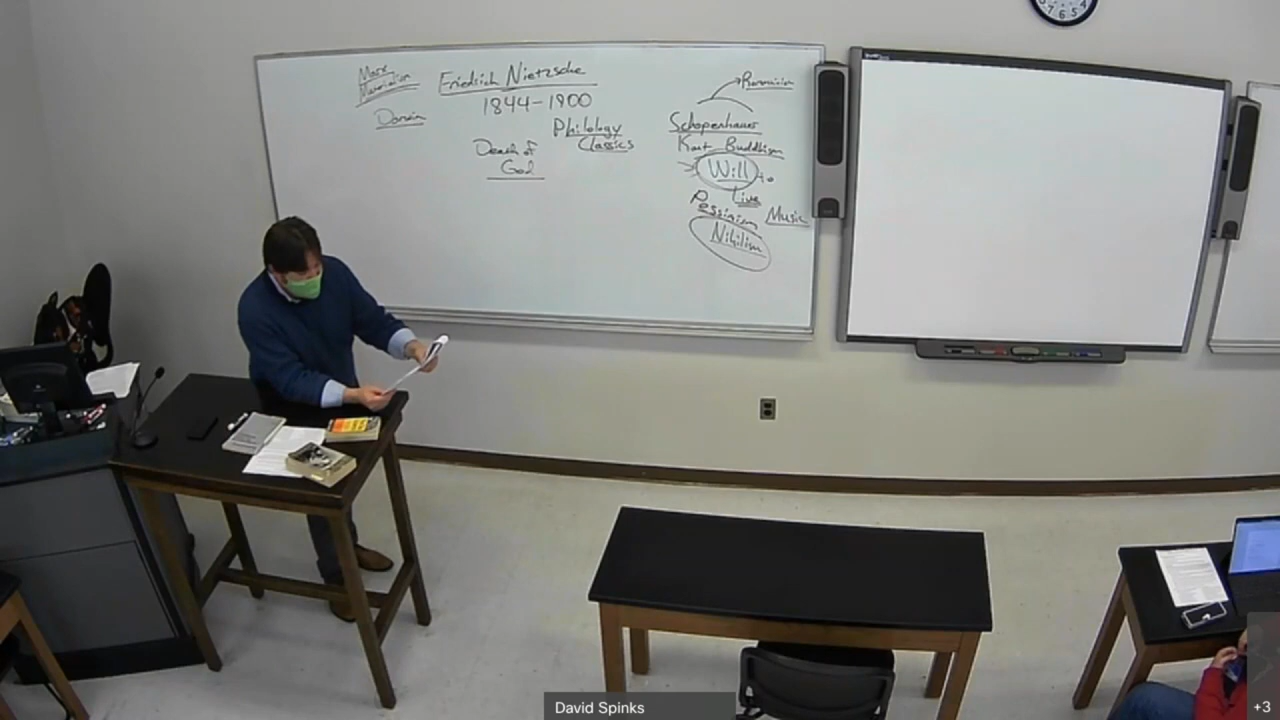 Marx
Materialism
Darwin
Friedrich Nietzsche
1844-1900
Philology
Classics
Death of
God
Schopenhauer
Kant Buddhism
Will to
Live
Pessimism Music
Nihilism
David Spinks
+3